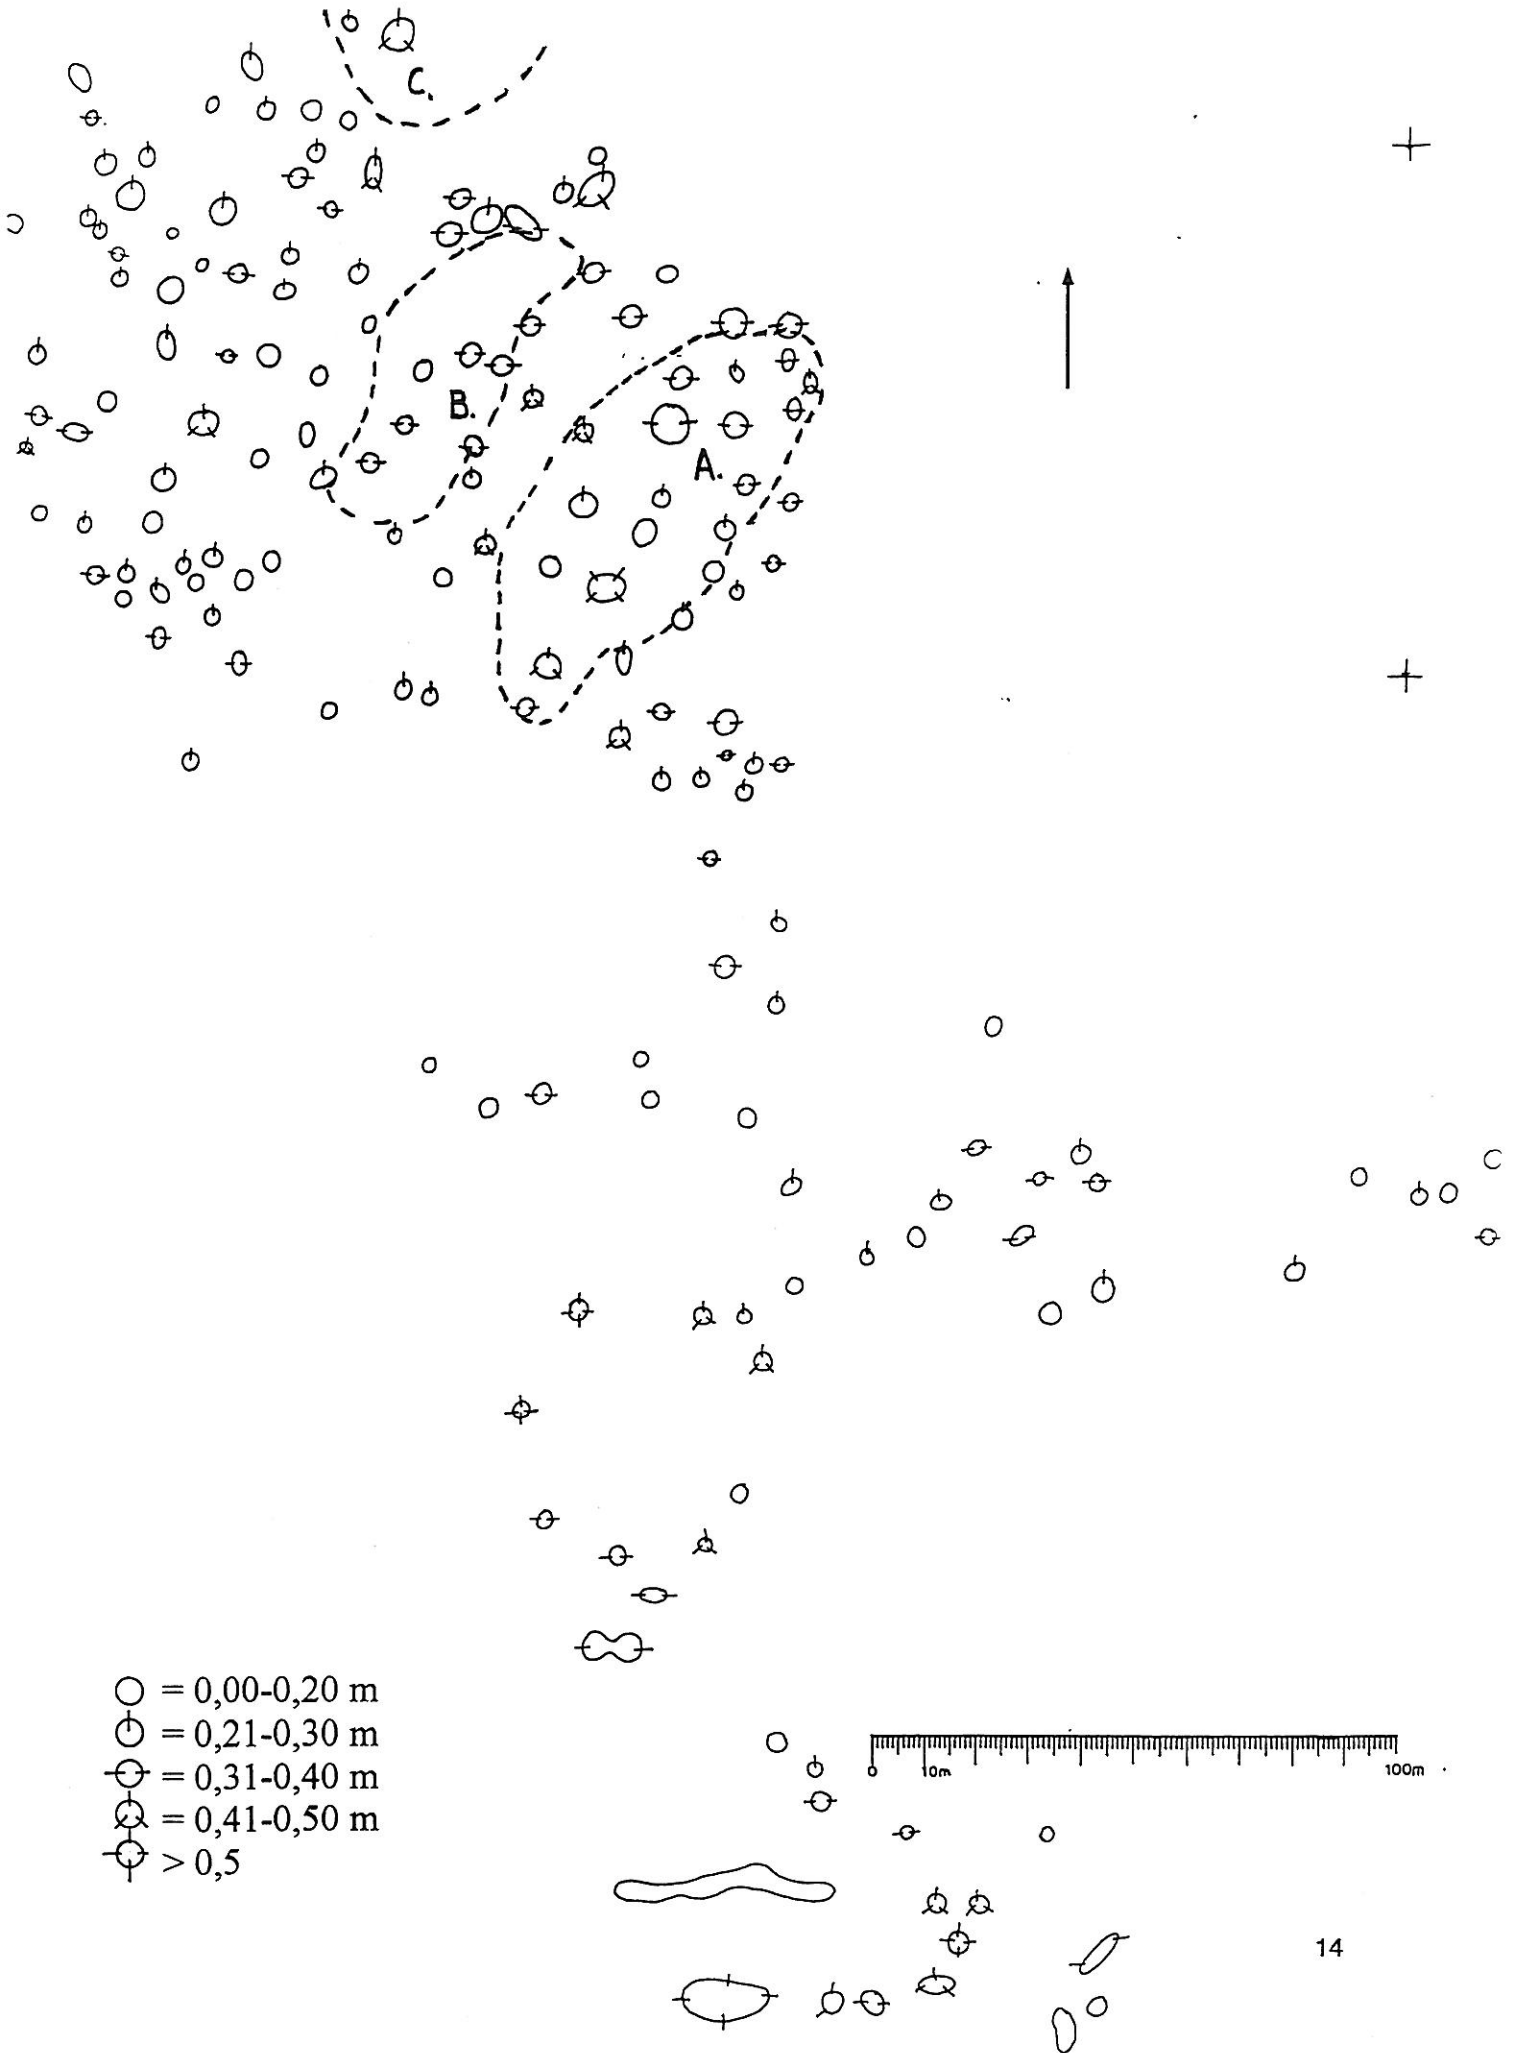 C.
B.
A.
= 0,00-0,20 m
= 0,21-0,30 m
= 0,31-0,40 m
= 0,41-0,50 m
> 0,5
0 10m 100m
14